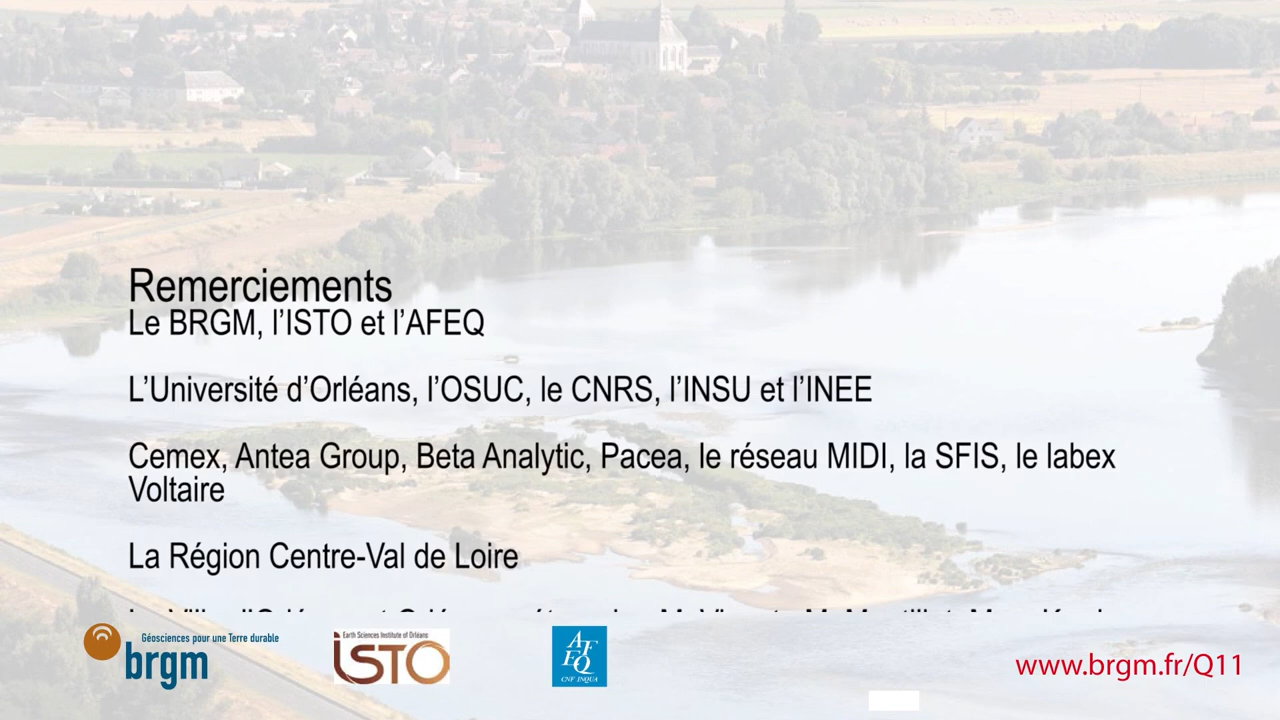 Remerciements
Le BRGM, l’ISTO et l’AFEQ
L’Université d’Orléans, l’OSUC, le CNRS, l’INSU et l’INEE
Cemex, Antea Group, Beta Analytic, Pacea, le réseau MIDI, la SFIS, le labex
Voltaire
La Région Centre-Val de Loire
Géosciences pour une Terre durable
brgm
Earth Sciences Institute of Orléans
isto
AF
EQ
CNF INQUA
www.brgm.fr/Q11